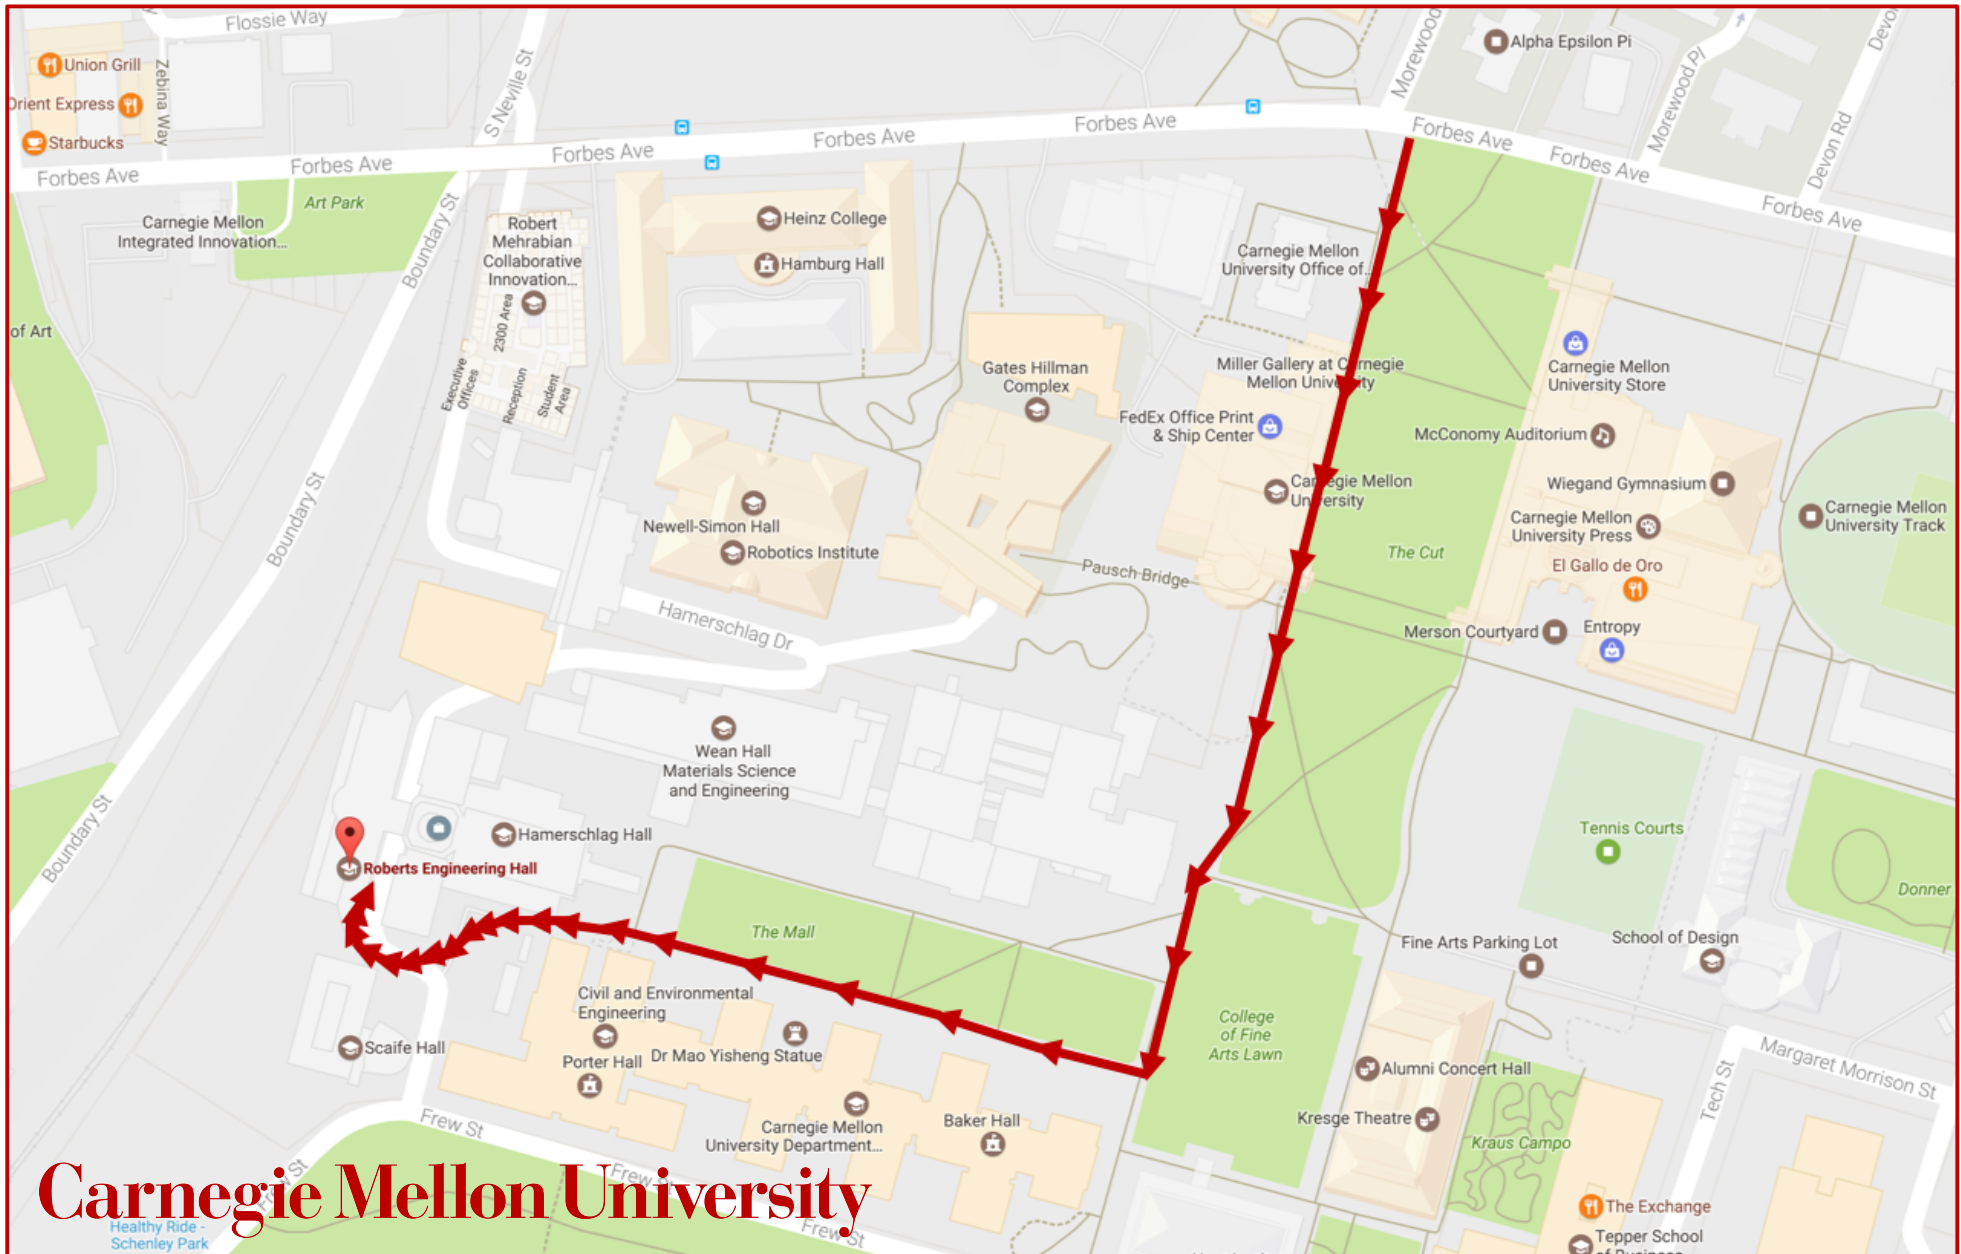 Flossie Way
Union Grill
Orient Express
Starbucks
Zebina Way
S Neville St
Morewood
Alpha Epsilon Pi
Morewood Pl
Devon Rd
Forbes Ave
Forbes Ave
Forbes Ave
Forbes Ave
Forbes Ave
Forbes Ave
Forbes Ave
Forbes Ave
Art Park
Boundary St
Carnegie Mellon
Integrated Innovation...
Robert
Mehrabian
Collaborative
Innovation...
2300 Area
Executive
Offices
Reception
Student
Area
Heinz College
Hamburg Hall
Carnegie Mellon
University Office of...
of Art
Gates Hillman
Complex
Miller Gallery at Carnegie
Mellon University
FedEx Office Print
& Ship Center
Carnegie Mellon
University
Carnegie Mellon
University Store
McConomy Auditorium
Wiegand Gymnasium
Carnegie Mellon
University Press
Carnegie Mellon
University Track
El Gallo de Oro
Entropy
Merson Courtyard
The Cut
Boundary St
Newell-Simon Hall
Robotics Institute
Pausch Bridge
Hamerschlag Dr
Wean Hall
Materials Science
and Engineering
Hamerschlag Hall
Roberts Engineering Hall
Boundary St
The Mall
Tennis Courts
Donner
Fine Arts Parking Lot
School of Design
Civil and Environmental
Engineering
Porter Hall
Dr Mao Yisheng Statue
Scaife Hall
College
of Fine
Arts Lawn
Alumni Concert Hall
Kresge Theatre
Kraus Campo
Tech St
Margaret Morrison St
Carnegie Mellon
University Department...
Baker Hall
Frew St
Frew St
Frew St
Frew St
Carnegie Mellon University
Healthy Ride -
Schenley Park
The Exchange
Tepper School
of Business